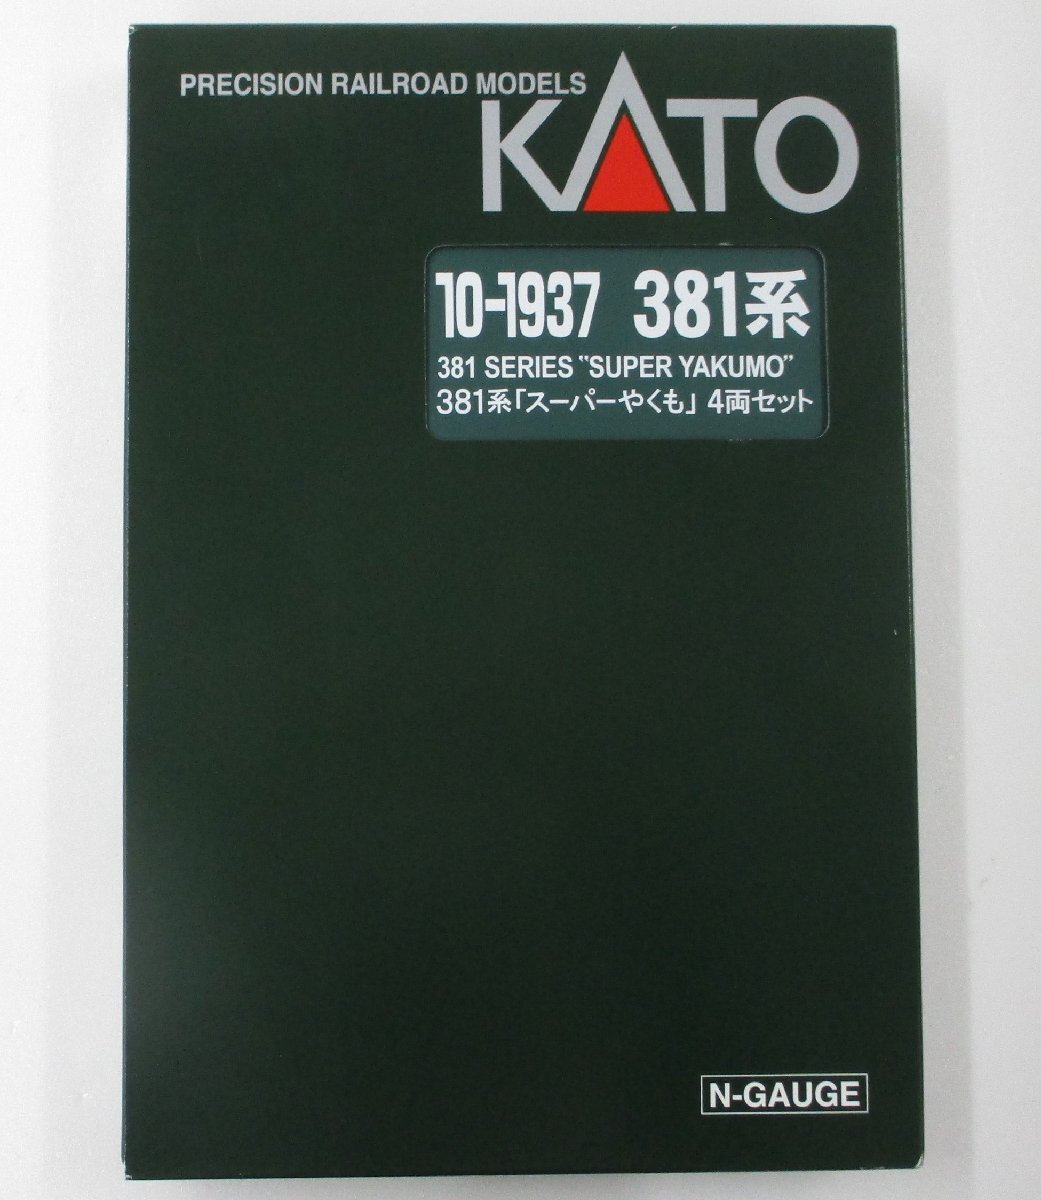 PRECISION RAILROAD MODELS
KATO
10-1937 381系
381 SERIES "SUPER YAKUMO"
381系「スーパーやくも」 4両セット
N-GAUGE